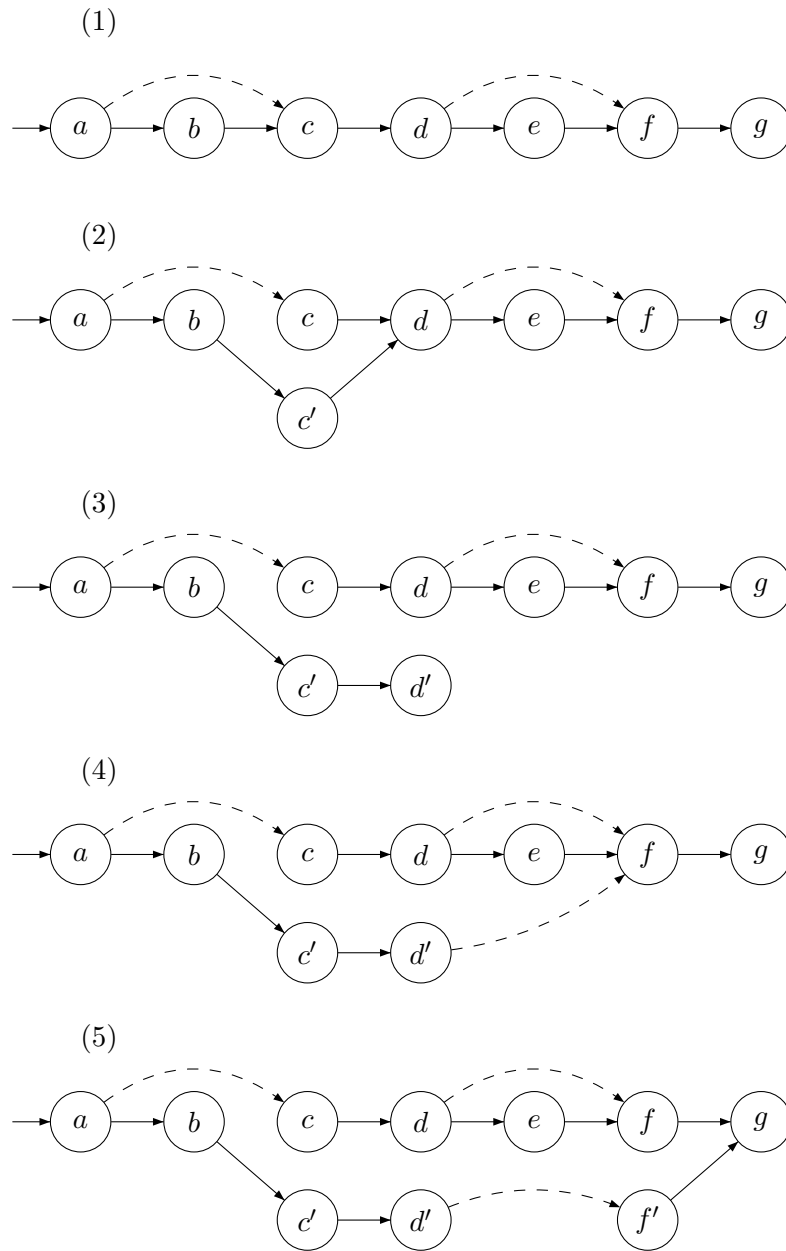 (1)
a b c d e f g
(2)
a b c d e f g
c′
(3)
a b c d e f g
c′ d′
(4)
a b c d e f g
c′ d′
(5)
a b c d e f g
c′ d′ f′